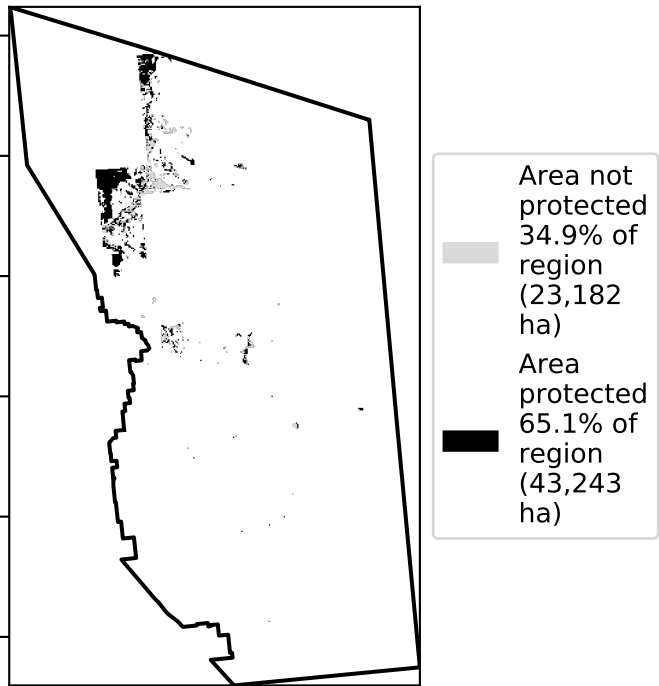 Area not
protected
34.9% of
region
(23,182
ha)
Area
protected
65.1% of
region
(43,243
ha)